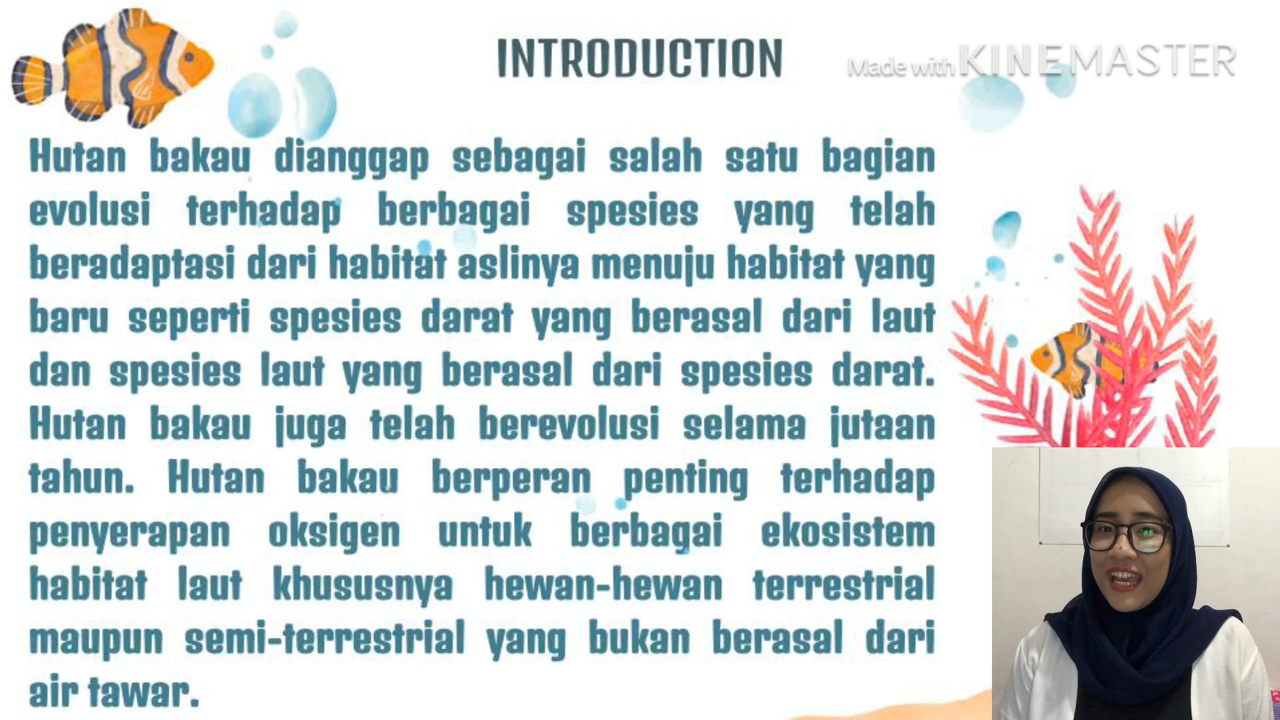 INTRODUCTION
Made with KINEMASTER
Hutan bakau dianggap sebagai salah satu bagian
evolusi terhadap berbagai spesies yang telah
beradaptasi dari habitat aslinya menuju habitat yang
baru seperti spesies darat yang berasal dari laut
dan spesies laut yang berasal dari spesies darat.
Hutan bakau juga telah berevolusi selama jutaan
tahun. Hutan bakau berperan penting terhadap
penyerapan oksigen untuk berbagai ekosistem
habitat laut khususnya hewan-hewan terrestrial
maupun semi-terrestrial yang bukan berasal dari
air tawar.